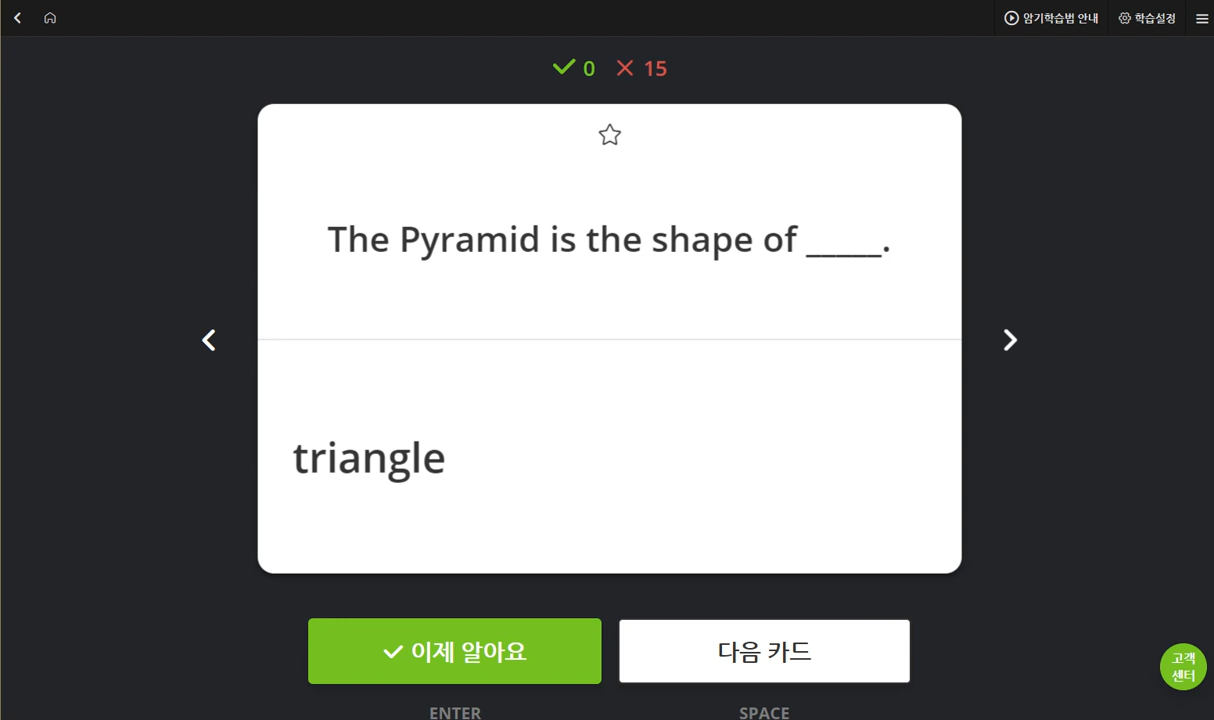 암기학습법 안내
학습설정
0
15
The Pyramid is the shape of _____.
triangle
이제 알아요
다음 카드
고객
센터
ENTER
SPACE